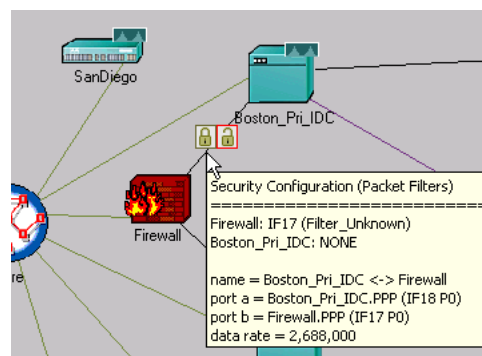 SanDiego
Boston_Pri_IDC
Firewall
re
Security Configuration (Packet Filters)
==============================
Firewall: IF17 (Filter_Unknown)
Boston_Pri_IDC: NONE
name = Boston_Pri_IDC <-> Firewall
port a = Boston_Pri_IDC.PPP (IF18 P0)
port b = Firewall.PPP (IF17 P0)
data rate = 2,688,000